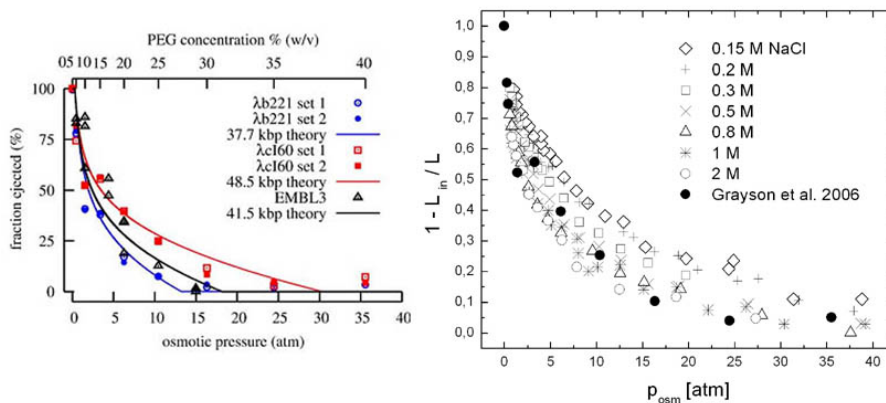 PEG concentration % (w/v)
05 10 15 20 25 30 35 40
100
75
50
25
0
fraction ejected (%)
λb221 set 1
λb221 set 2
37.7 kbp theory
λcI60 set 1
λcI60 set 2
48.5 kbp theory
EMBL3
41.5 kbp theory
0 5 10 15 20 25 30 35 40
osmotic pressure (atm)
1,0
0,9
0,8
0,7
0,6
0,5
0,4
0,3
0,2
0,1
0,0
1 - L_in / L
0.15 M NaCl
0.2 M
0.3 M
0.5 M
0.8 M
1 M
2 M
Grayson et al. 2006
0 5 10 15 20 25 30 35 40
p_osm [atm]